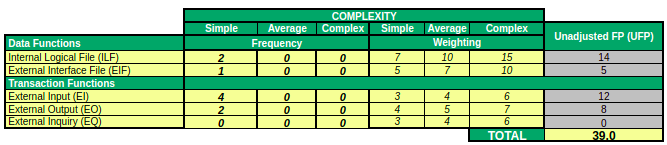 COMPLEXITY
Simple Average Complex Simple Average Complex Unadjusted FP (UFP)
Data Functions Frequency Weighting
Internal Logical File (ILF) 2 0 0 7 10 15 14
External Interface File (EIF) 1 0 0 5 7 10 5
Transaction Functions
External Input (EI) 4 0 0 3 4 6 12
External Output (EO) 2 0 0 4 5 7 8
External Inquiry (EQ) 0 0 0 3 4 6 0
TOTAL 39.0